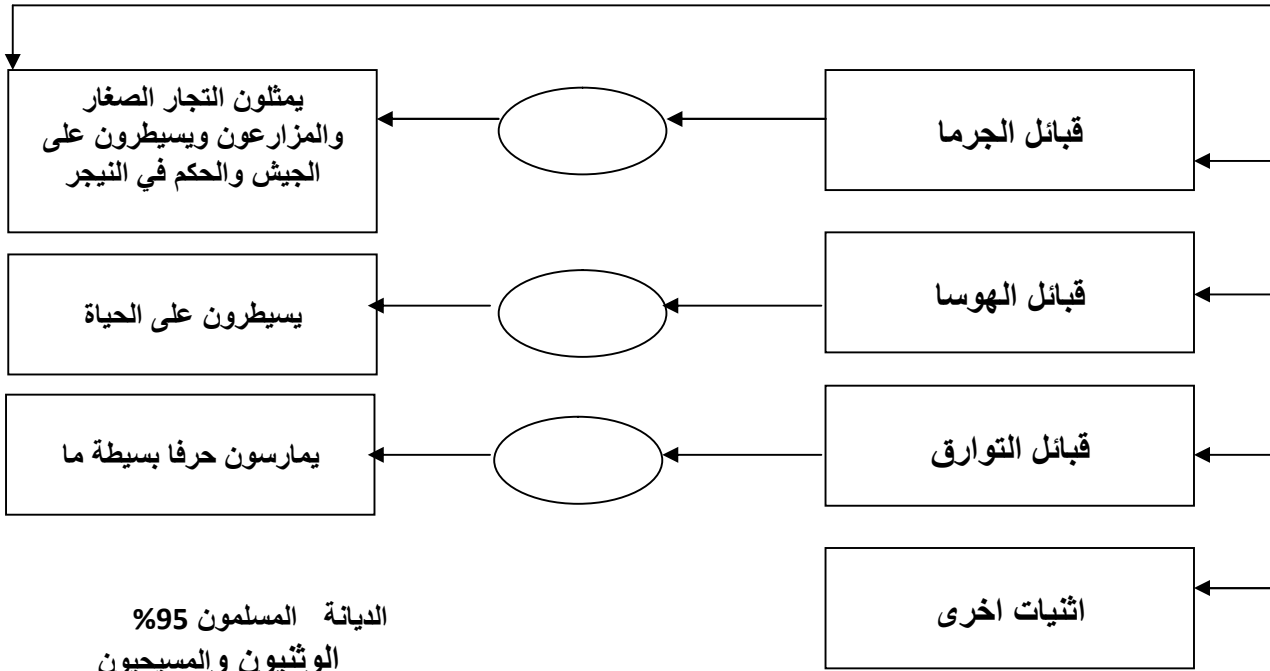 قبائل الجرما
يمثلون التجار الصغار
والمزارعون ويسيطرون على
الجيش والحكم في النيجر
قبائل الهوسا
يسيطرون على الحياة
قبائل التوارق
يمارسون حرفا بسيطة ما
اثنيات اخرى
الديانة المسلمون 95%
الوثنيون والمسيحيون